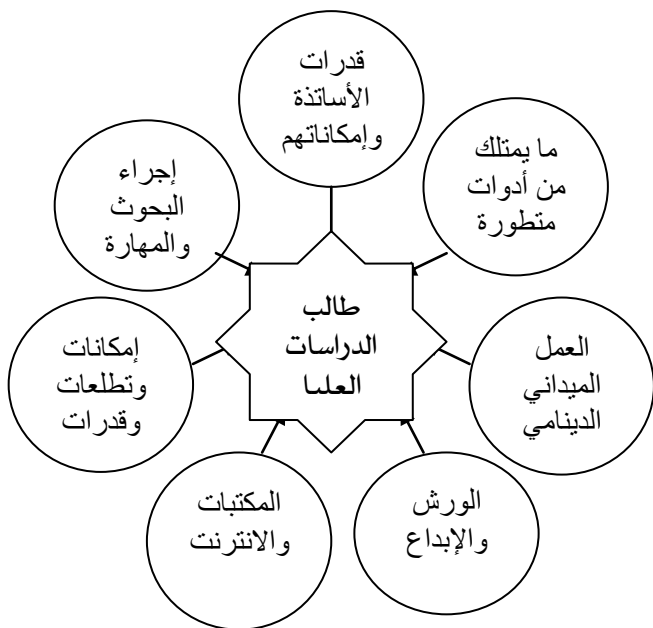 قدرات
الأساتذة
وإمكاناتهم
ما يمتلك
من أدوات
متطورة
إجراء
البحوث
والمهارة
طالب
الدراسات
العليا
العمل
الميداني
الدينامي
إمكانات
وتطلعات
وقدرات
الورش
والإبداع
المكتبات
والانترنت